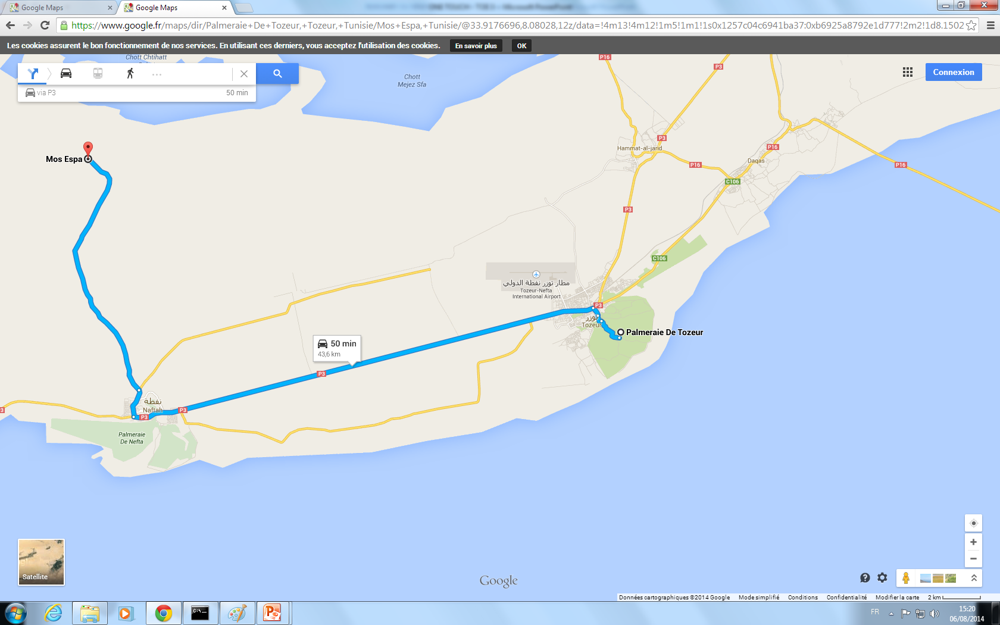 Google Maps
Google Maps
https://www.google.fr/maps/dir/Palmeraie+De+Tozeur,+Tozeur,+Tunisie/Mos+Espa,+Tunisie/@33.9176696,8.08028,12z/data=!4m13!4m12!1m5!1m1!1s0x1257c04c6941ba37:0xb6925a8792e1d777!2m2!1d8.1502
Les cookies assurent le bon fonctionnement de nos services. En utilisant ces derniers, vous acceptez l'utilisation des cookies. En savoir plus OK
Chott Chtihatt
via P3 50 min
Connexion
Chott
Mejez Sfa
P16
P3
P3
Hammat-al-jarid
P16
P16
Daqas
P16
C106
Mos Espa
P3
C106
مطار توزر نفطة الدولي
Tozeur-Nefta
International Airport
P3
توزر
Tozeur
Palmeraie De Tozeur
50 min
43,6 km
P3
نفطة
Naftah
P3
P3
3
Palmeraie
De Nefta
Satellite
Google
Données cartographiques ©2014 Google Mode simplifié Conditions Confidentialité Modifier la carte 2 km
C:\_
FR
15:20
06/08/2014